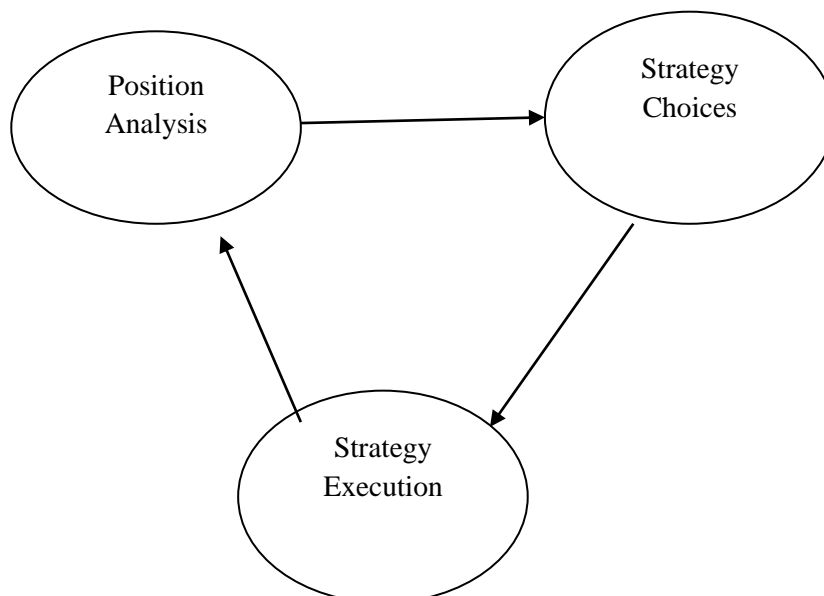 Position
Analysis
Strategy
Choices
Strategy
Execution